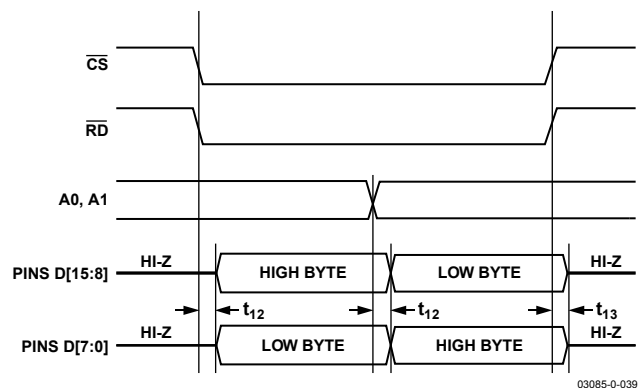 CS
RD
A0, A1
PINS D[15:8] HI-Z HIGH BYTE LOW BYTE HI-Z
t12 t12 t13
PINS D[7:0] HI-Z LOW BYTE HIGH BYTE HI-Z
03085-0-039